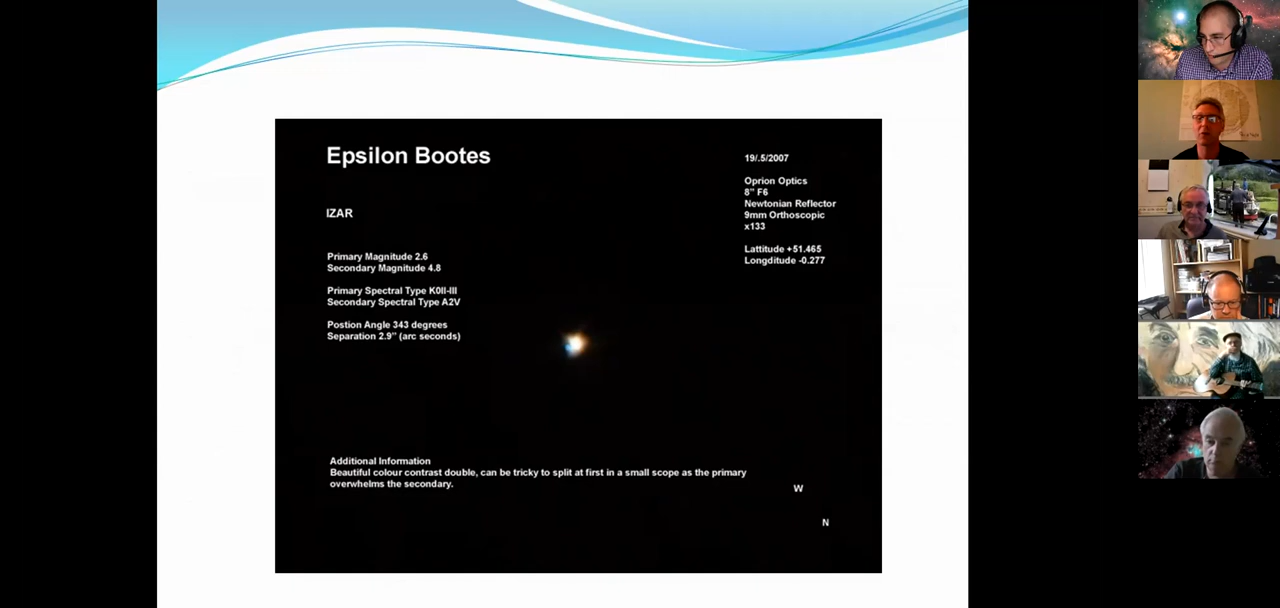 Epsilon Bootes
IZAR
Primary Magnitude 2.6
Secondary Magnitude 4.8
Primary Spectral Type K0II-III
Secondary Spectral Type A2V
Postion Angle 343 degrees
Separation 2.9" (arc seconds)
19/.5/2007
Oprion Optics
8" F6
Newtonian Reflector
9mm Orthoscopic
x133
Lattitude +51.465
Longditude -0.277
Additional Information
Beautiful colour contrast double, can be tricky to split at first in a small scope as the primary
overwhelms the secondary.
W
N